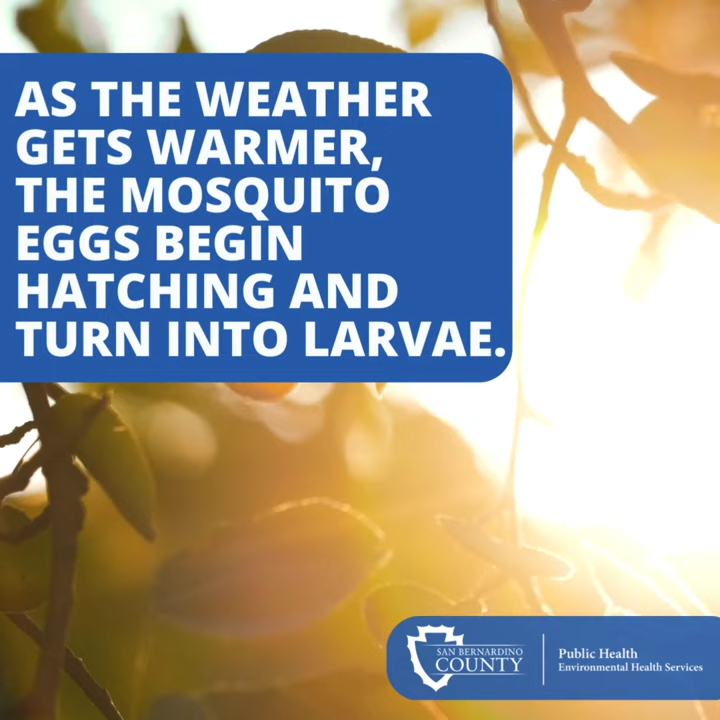 AS THE WEATHER
GETS WARMER,
THE MOSQUITO
EGGS BEGIN
HATCHING AND
TURN INTO LARVAE.
SAN BERNARDINO
COUNTY
Public Health
Environmental Health Services